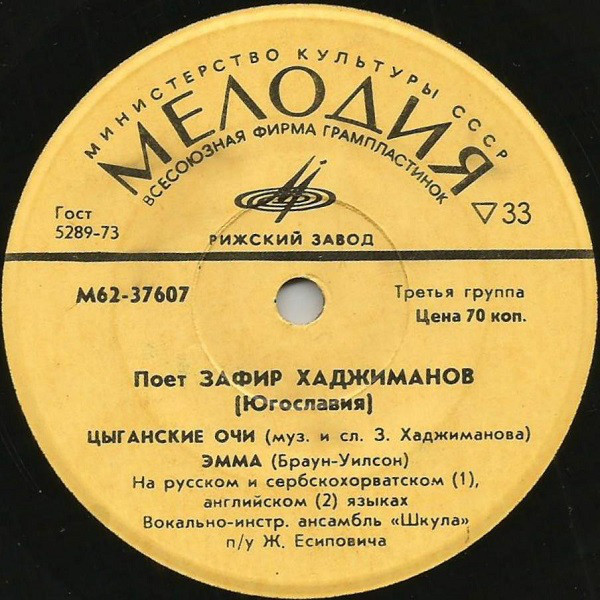 МИНИСТЕРСТВО КУЛЬТУРЫ СССР
МЕЛОДИЯ
ВСЕСОЮЗНАЯ ФИРМА ГРАМПЛАСТИНОК
Гост
5289-73
▽33
РИЖСКИЙ ЗАВОД
М62-37607
Третья группа
Цена 70 коп.
Поет ЗАФИР ХАДЖИМАНОВ
(Югославия)
ЦЫГАНСКИЕ ОЧИ (муз. и сл. З. Хаджиманова)
ЭММА (Браун-Уилсон)
На русском и сербскохорватском (1),
английском (2) языках
Вокально-инстр. ансамбль «Шкула»
п/у Ж. Есиповича